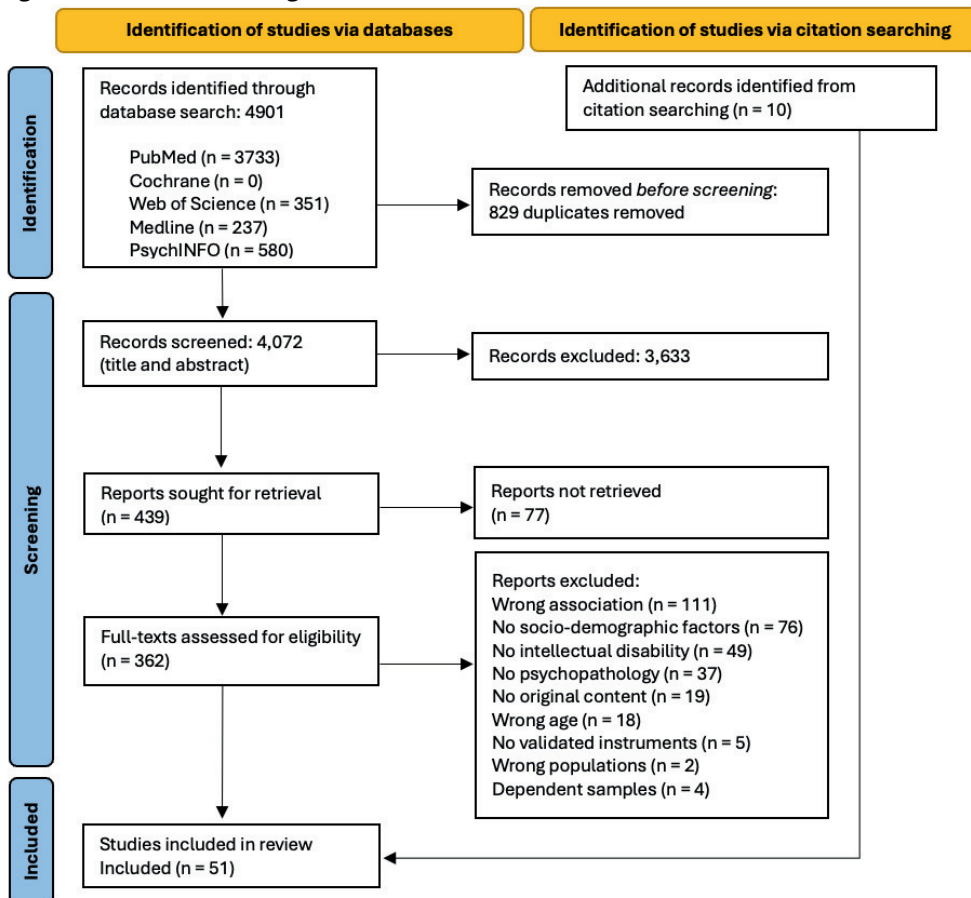 Identification of studies via databases
Identification of studies via citation searching
Identification
Records identified through
database search: 4901
PubMed (n = 3733)
Cochrane (n = 0)
Web of Science (n = 351)
Medline (n = 237)
PsychINFO (n = 580)
Additional records identified from
citation searching (n = 10)
Records removed before screening:
829 duplicates removed
Screening
Records screened: 4,072
(title and abstract)
Records excluded: 3,633
Reports sought for retrieval
(n = 439)
Reports not retrieved
(n = 77)
Full-texts assessed for eligibility
(n = 362)
Reports excluded:
Wrong association (n = 111)
No socio-demographic factors (n = 76)
No intellectual disability (n = 49)
No psychopathology (n = 37)
No original content (n = 19)
Wrong age (n = 18)
No validated instruments (n = 5)
Wrong populations (n = 2)
Dependent samples (n = 4)
Included
Studies included in review
Included (n = 51)